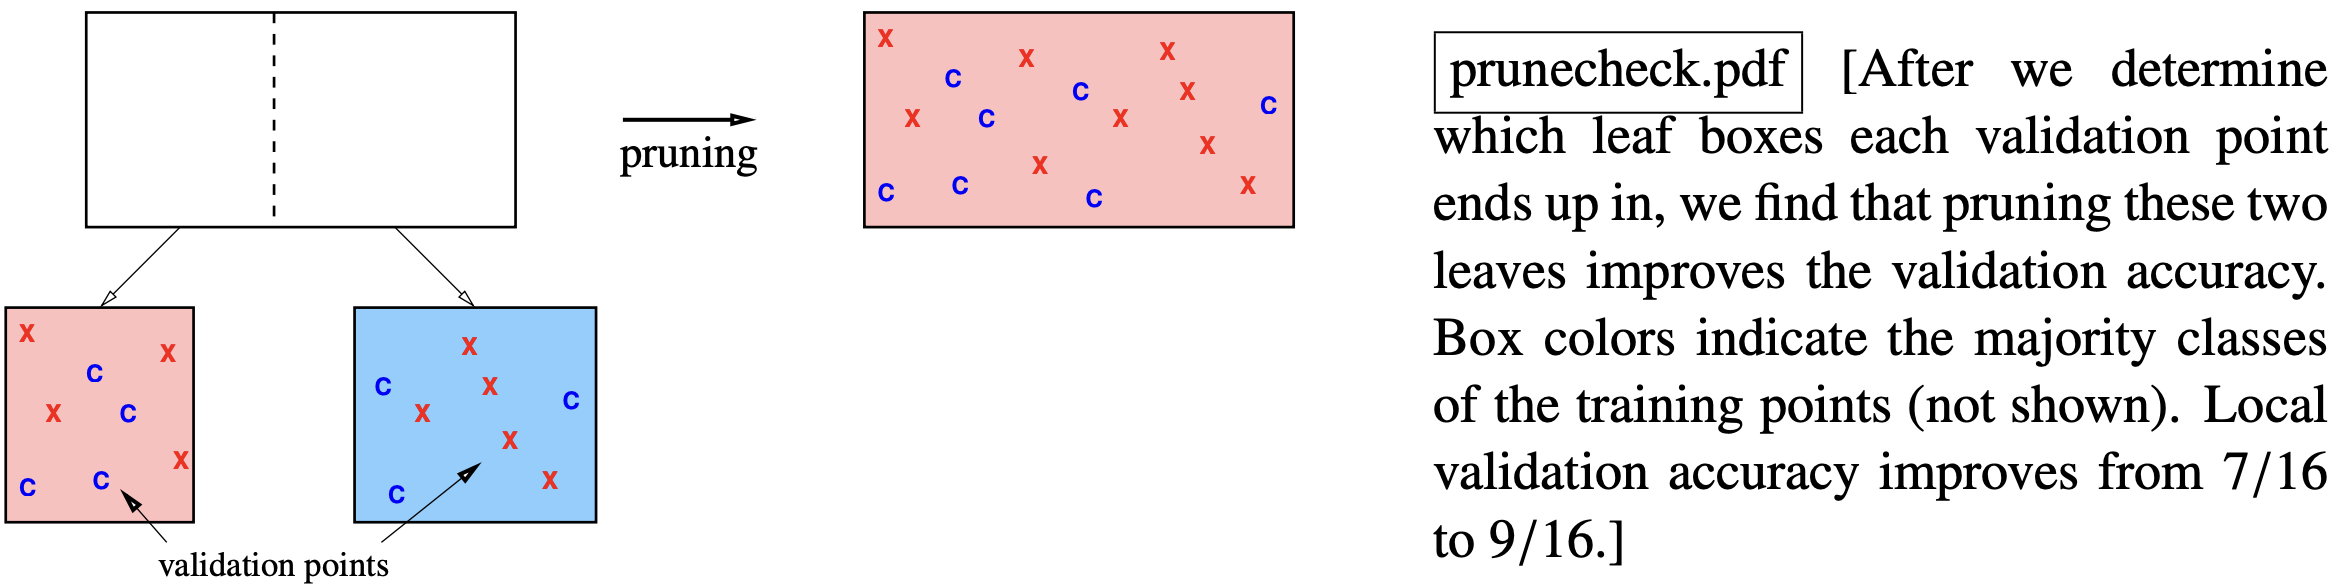 X X X
C C C
X C X X C
X X
C C C X
pruning
X X
C
X C
X
C C
X
C X C
X
X
C X
validation points
prunecheck.pdf [After we determine
which leaf boxes each validation point
ends up in, we find that pruning these two
leaves improves the validation accuracy.
Box colors indicate the majority classes
of the training points (not shown). Local
validation accuracy improves from 7/16
to 9/16.]